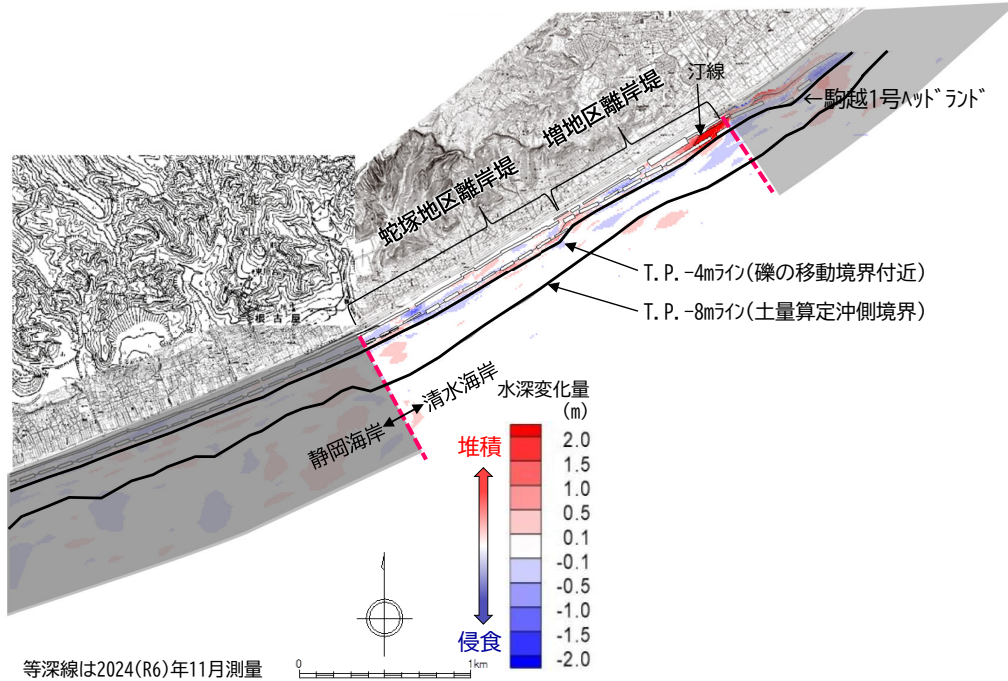 汀線
←駒越1号ﾍｯﾄﾞﾗﾝﾄﾞ
増地区離岸堤
蛇塚地区離岸堤
T.P.-4mﾗｲﾝ(礫の移動境界付近)
T.P.-8mﾗｲﾝ(土量算定沖側境界)
根古屋
清水海岸
静岡海岸
水深変化量
(m)
堆積
侵食
2.0
1.5
1.0
0.5
0.1
-0.1
-0.5
-1.0
-1.5
-2.0
等深線は2024(R6)年11月測量
0
1km